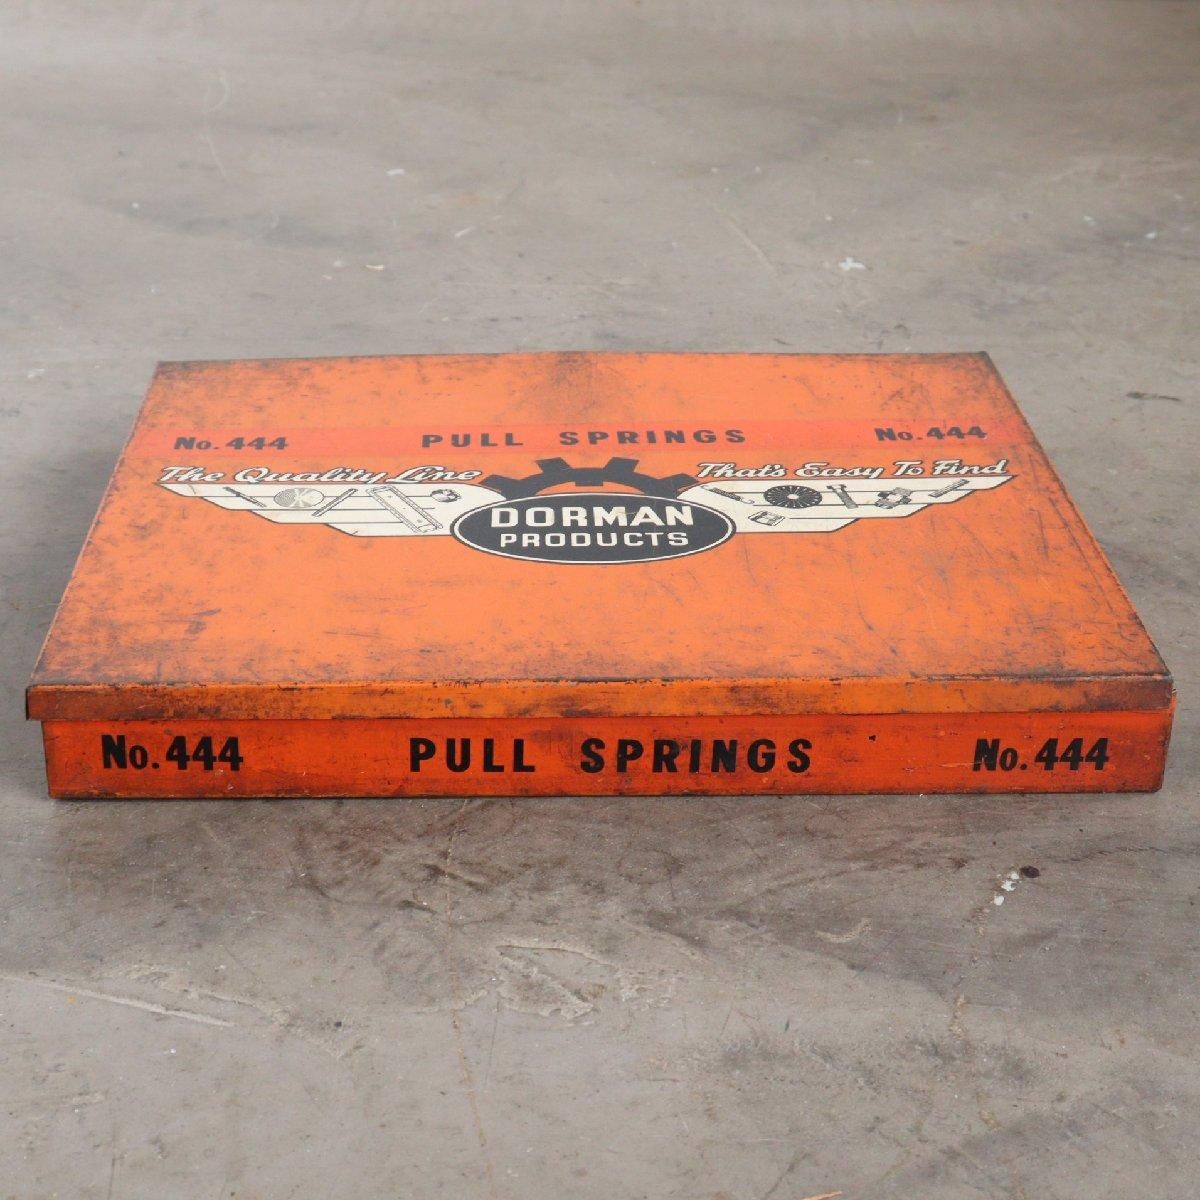 No. 444 PULL SPRINGS No. 444
The Quality Line That's Easy To Find
K
DORMAN
PRODUCTS
No. 444 PULL SPRINGS No. 444